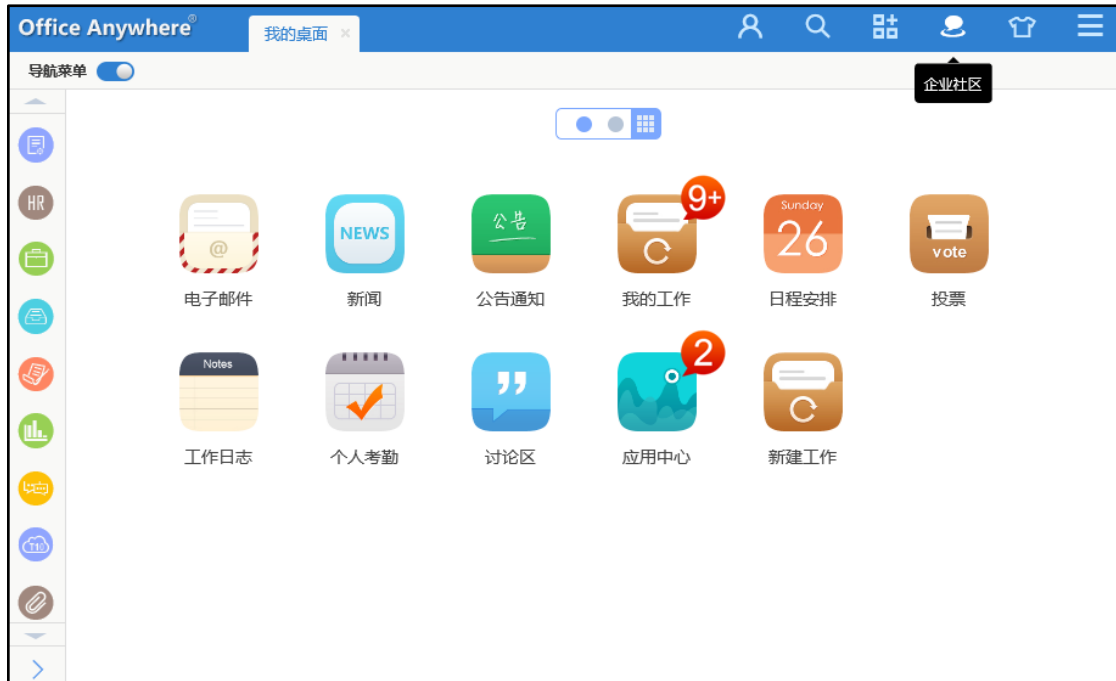 Office Anywhere®
我的桌面 ×
导航菜单
企业社区
HR
T10
@
NEWS
公告
9+
Sunday
26
vote
电子邮件
新闻
公告通知
我的工作
日程安排
投票
Notes
2
工作日志
个人考勤
讨论区
应用中心
新建工作